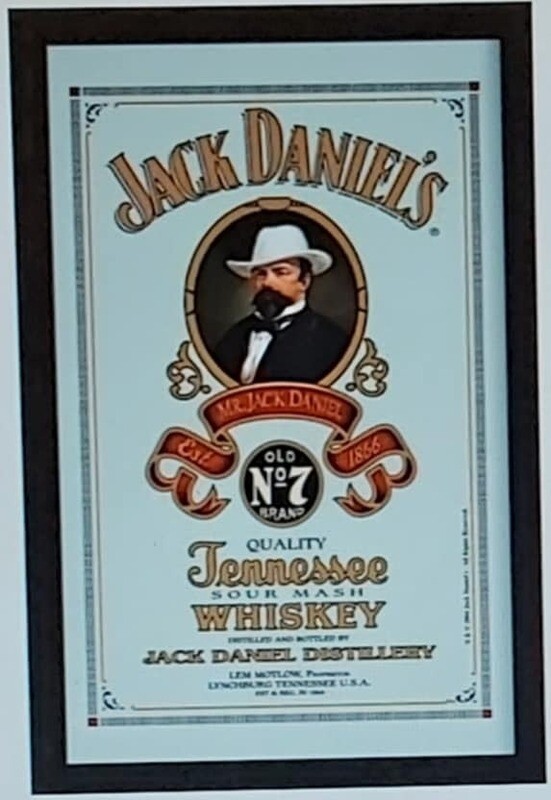 JACK DANIEL'S
®
MR. JACK DANIEL
Est. 1866
OLD
Nº7
BRAND
QUALITY
Tennessee
SOUR MASH
WHISKEY
DISTILLED AND BOTTLED BY
JACK DANIEL DISTILLERY
LEM MOTLOW, PROPRIETOR
LYNCHBURG TENNESSEE U.S.A.